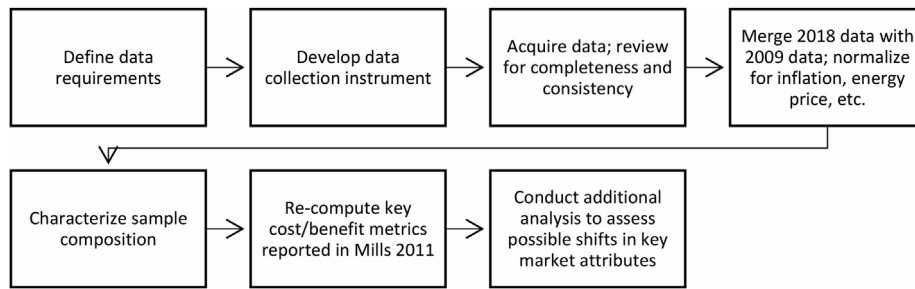 Define data
requirements
Develop data
collection instrument
Acquire data; review
for completeness and
consistency
Merge 2018 data with
2009 data; normalize
for inflation, energy
price, etc.
Characterize sample
composition
Re-compute key
cost/benefit metrics
reported in Mills 2011
Conduct additional
analysis to assess
possible shifts in key
market attributes